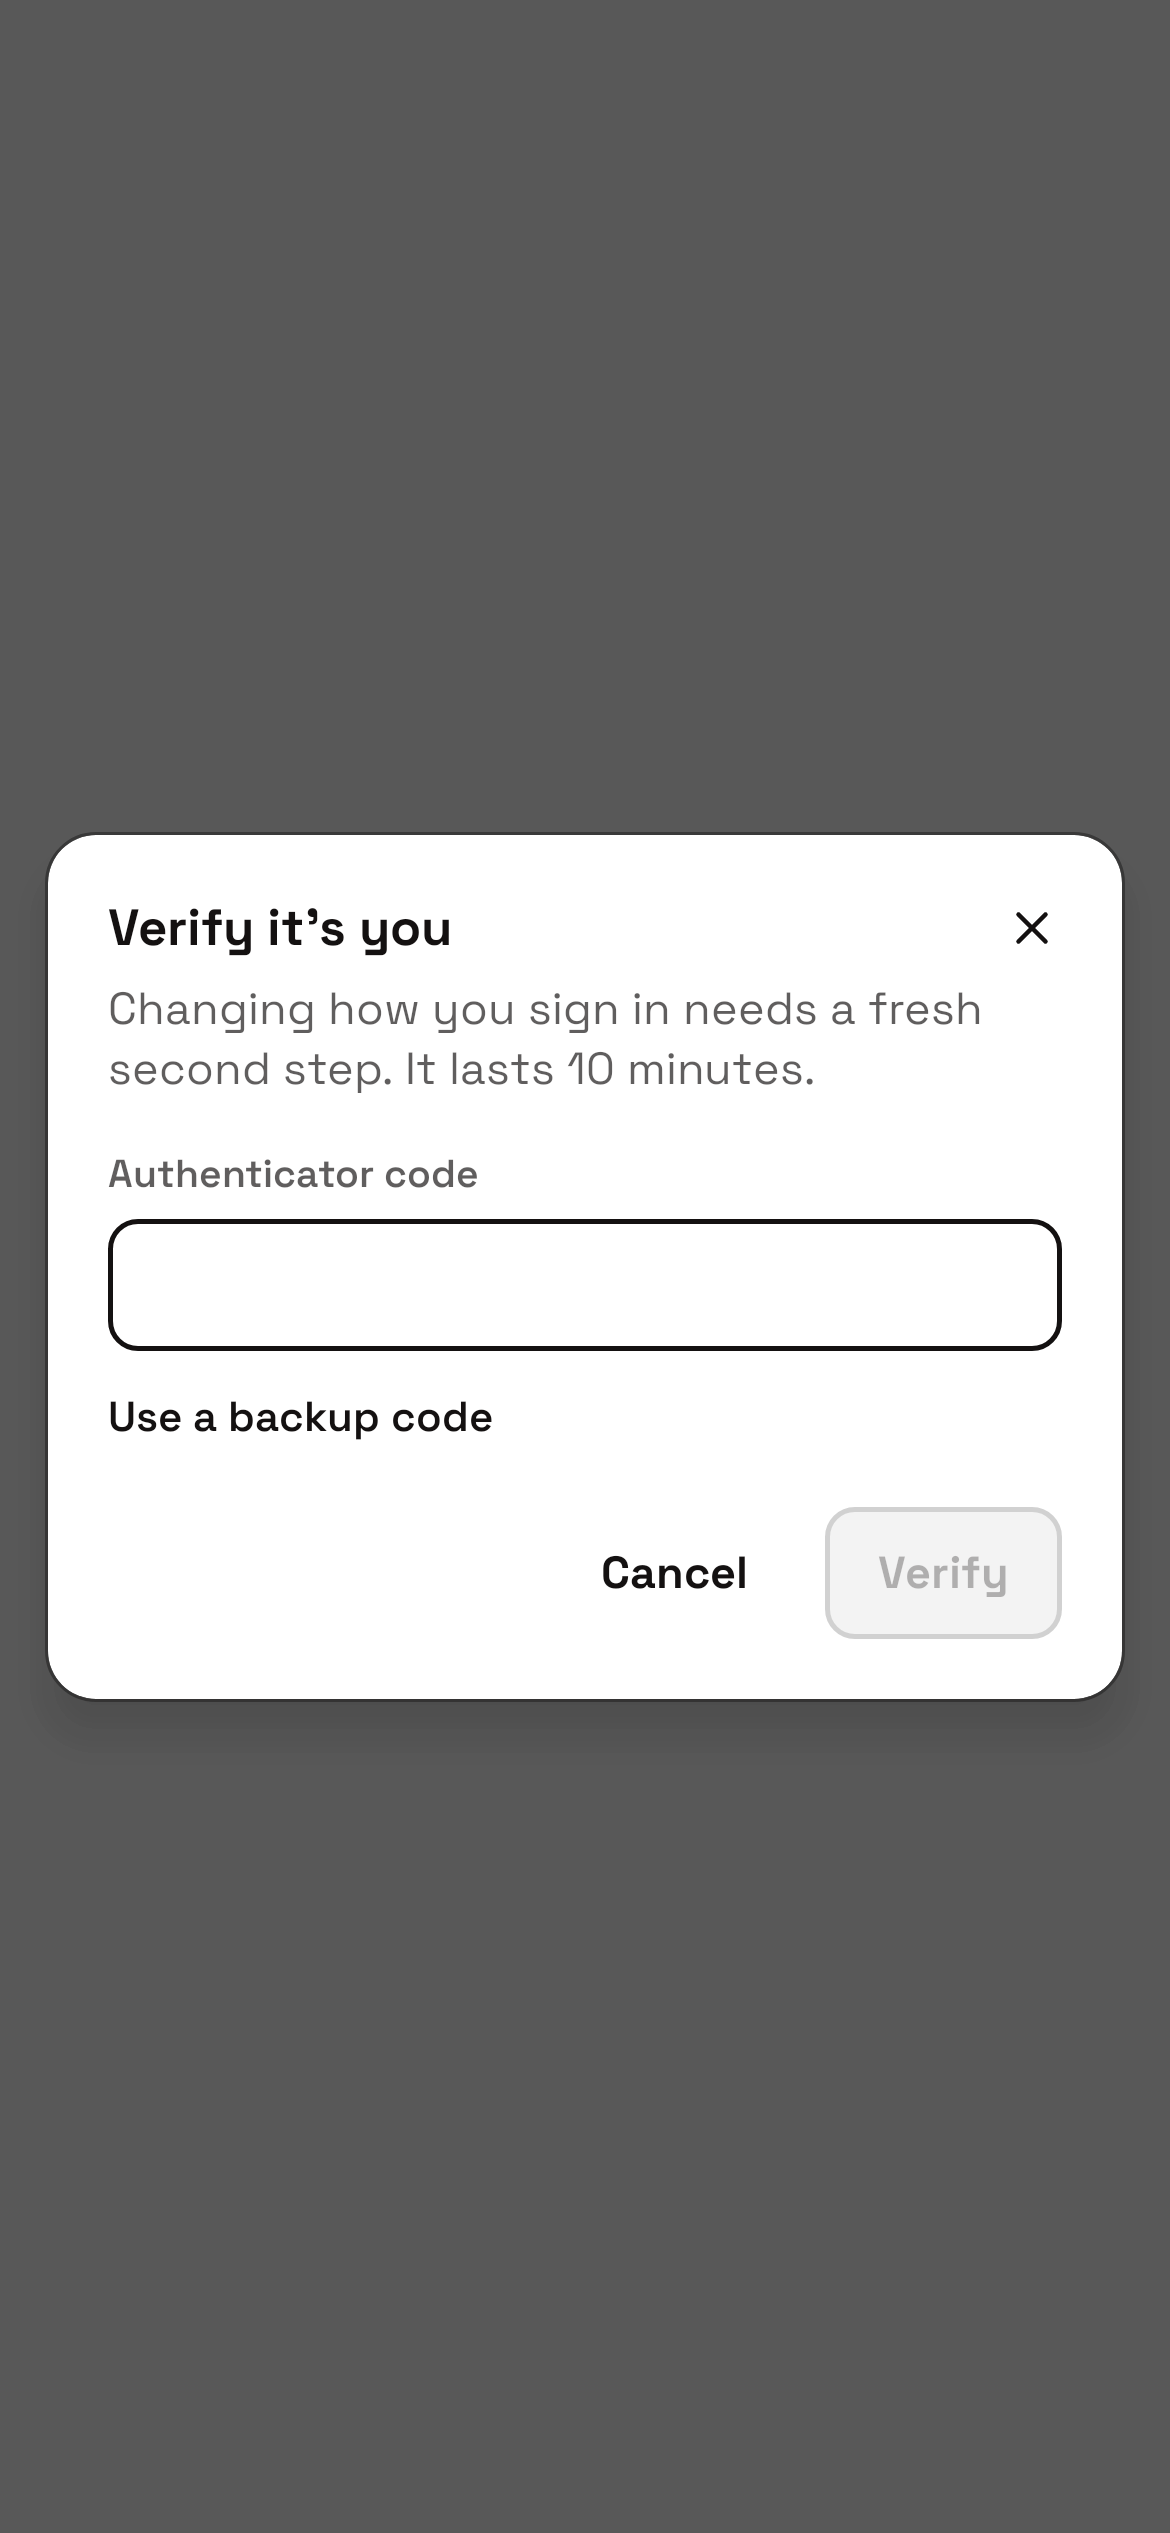 Verify it’s you
Changing how you sign in needs a fresh
second step. It lasts 10 minutes.
Authenticator code
Use a backup code
Cancel
Verify